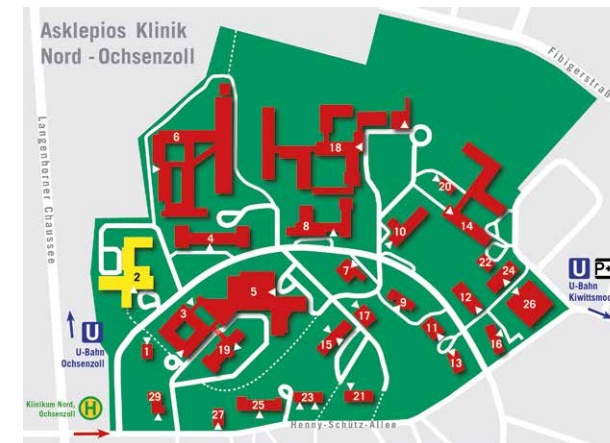 Asklepios Klinik
Nord - Ochsenzoll
Fibigerstraß
Langenhorner Chaussee
6
18
20
8
4
10
14
2
22
7
24
U P+
U-Bahn
Kiwittsmoo
5
9
12
26
3
17
U
U-Bahn
Ochsenzoll
11
1
19
15
16
13
29
23
21
Klinikum Nord,
Ochsenzoll
H
25
27
Henny-Schütz-Allee